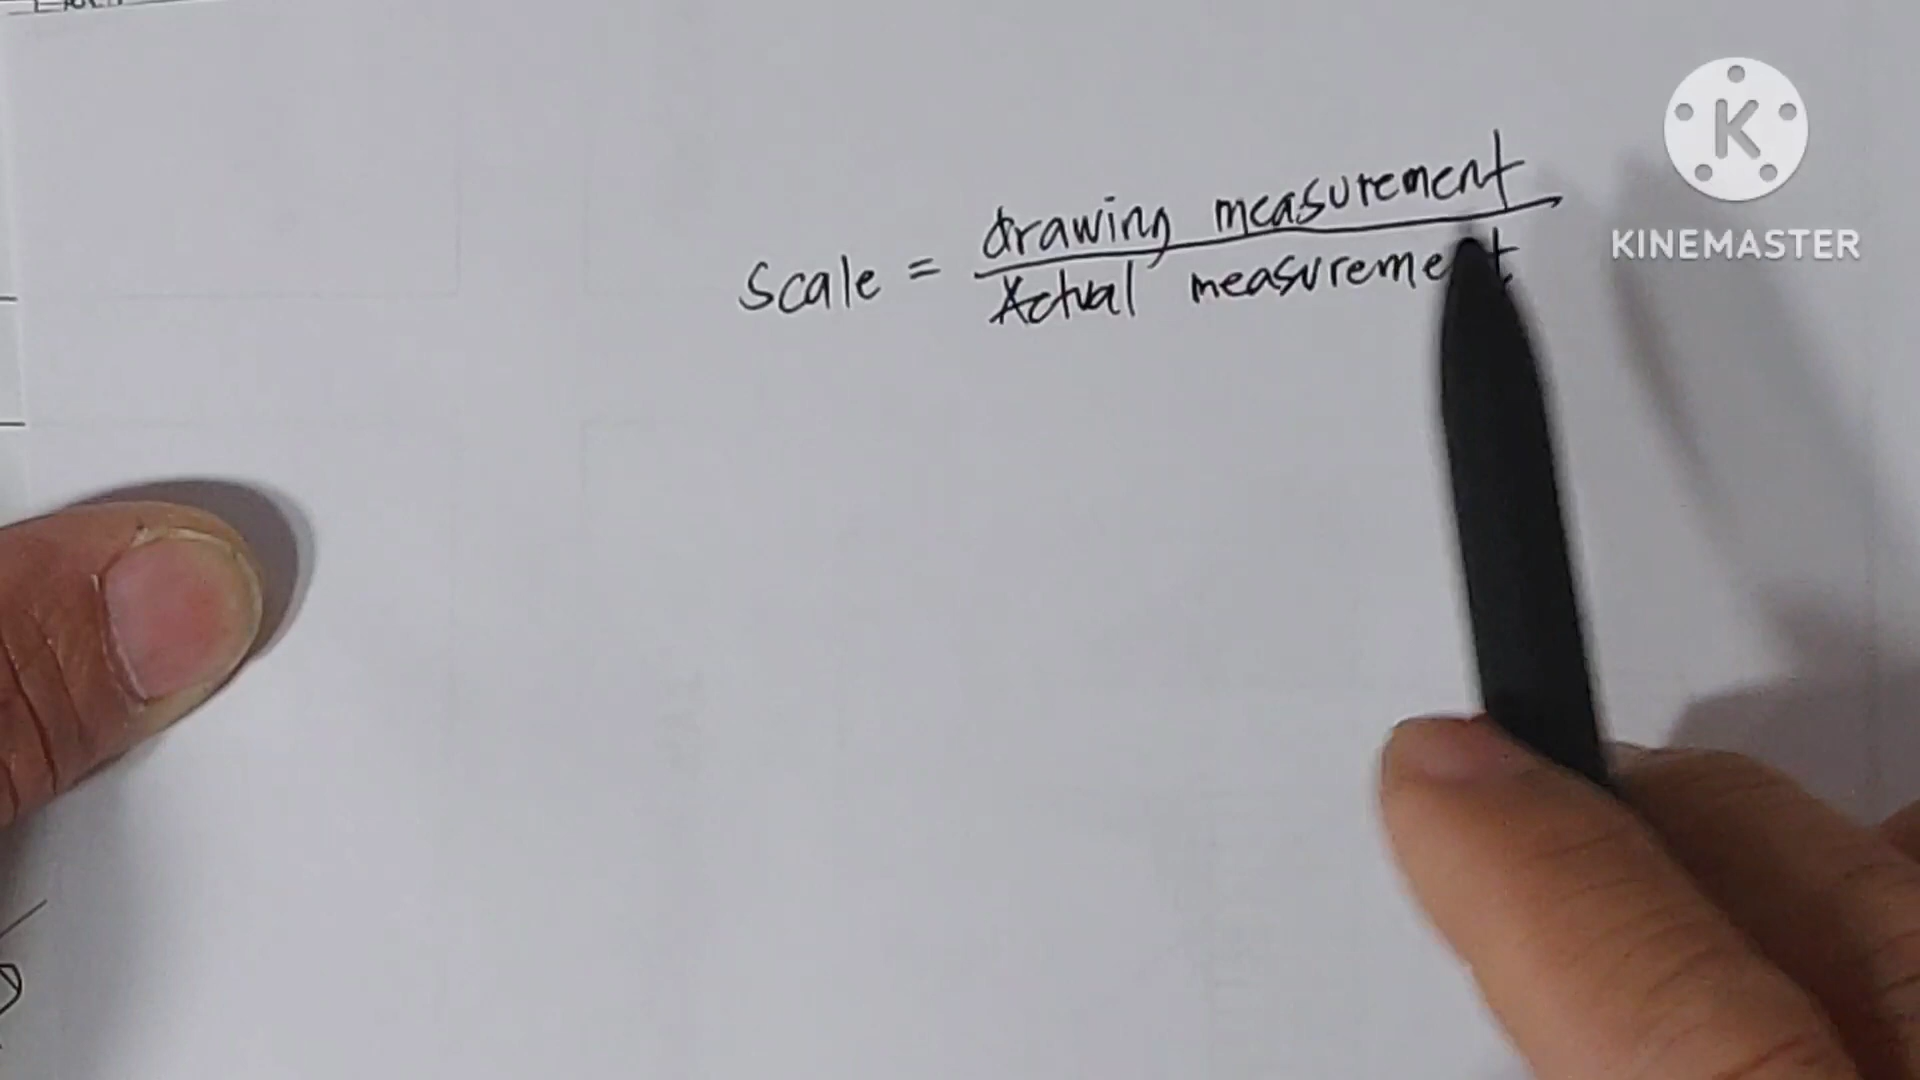 drawing measurement
Scale =
Actual measurement
K
KINEMASTER